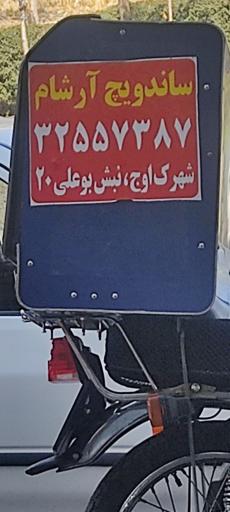 ساندویچ آرشام
۳۲۵۵۷۳۸۷
شهرک اوج، نبش بوعلی ۲۰